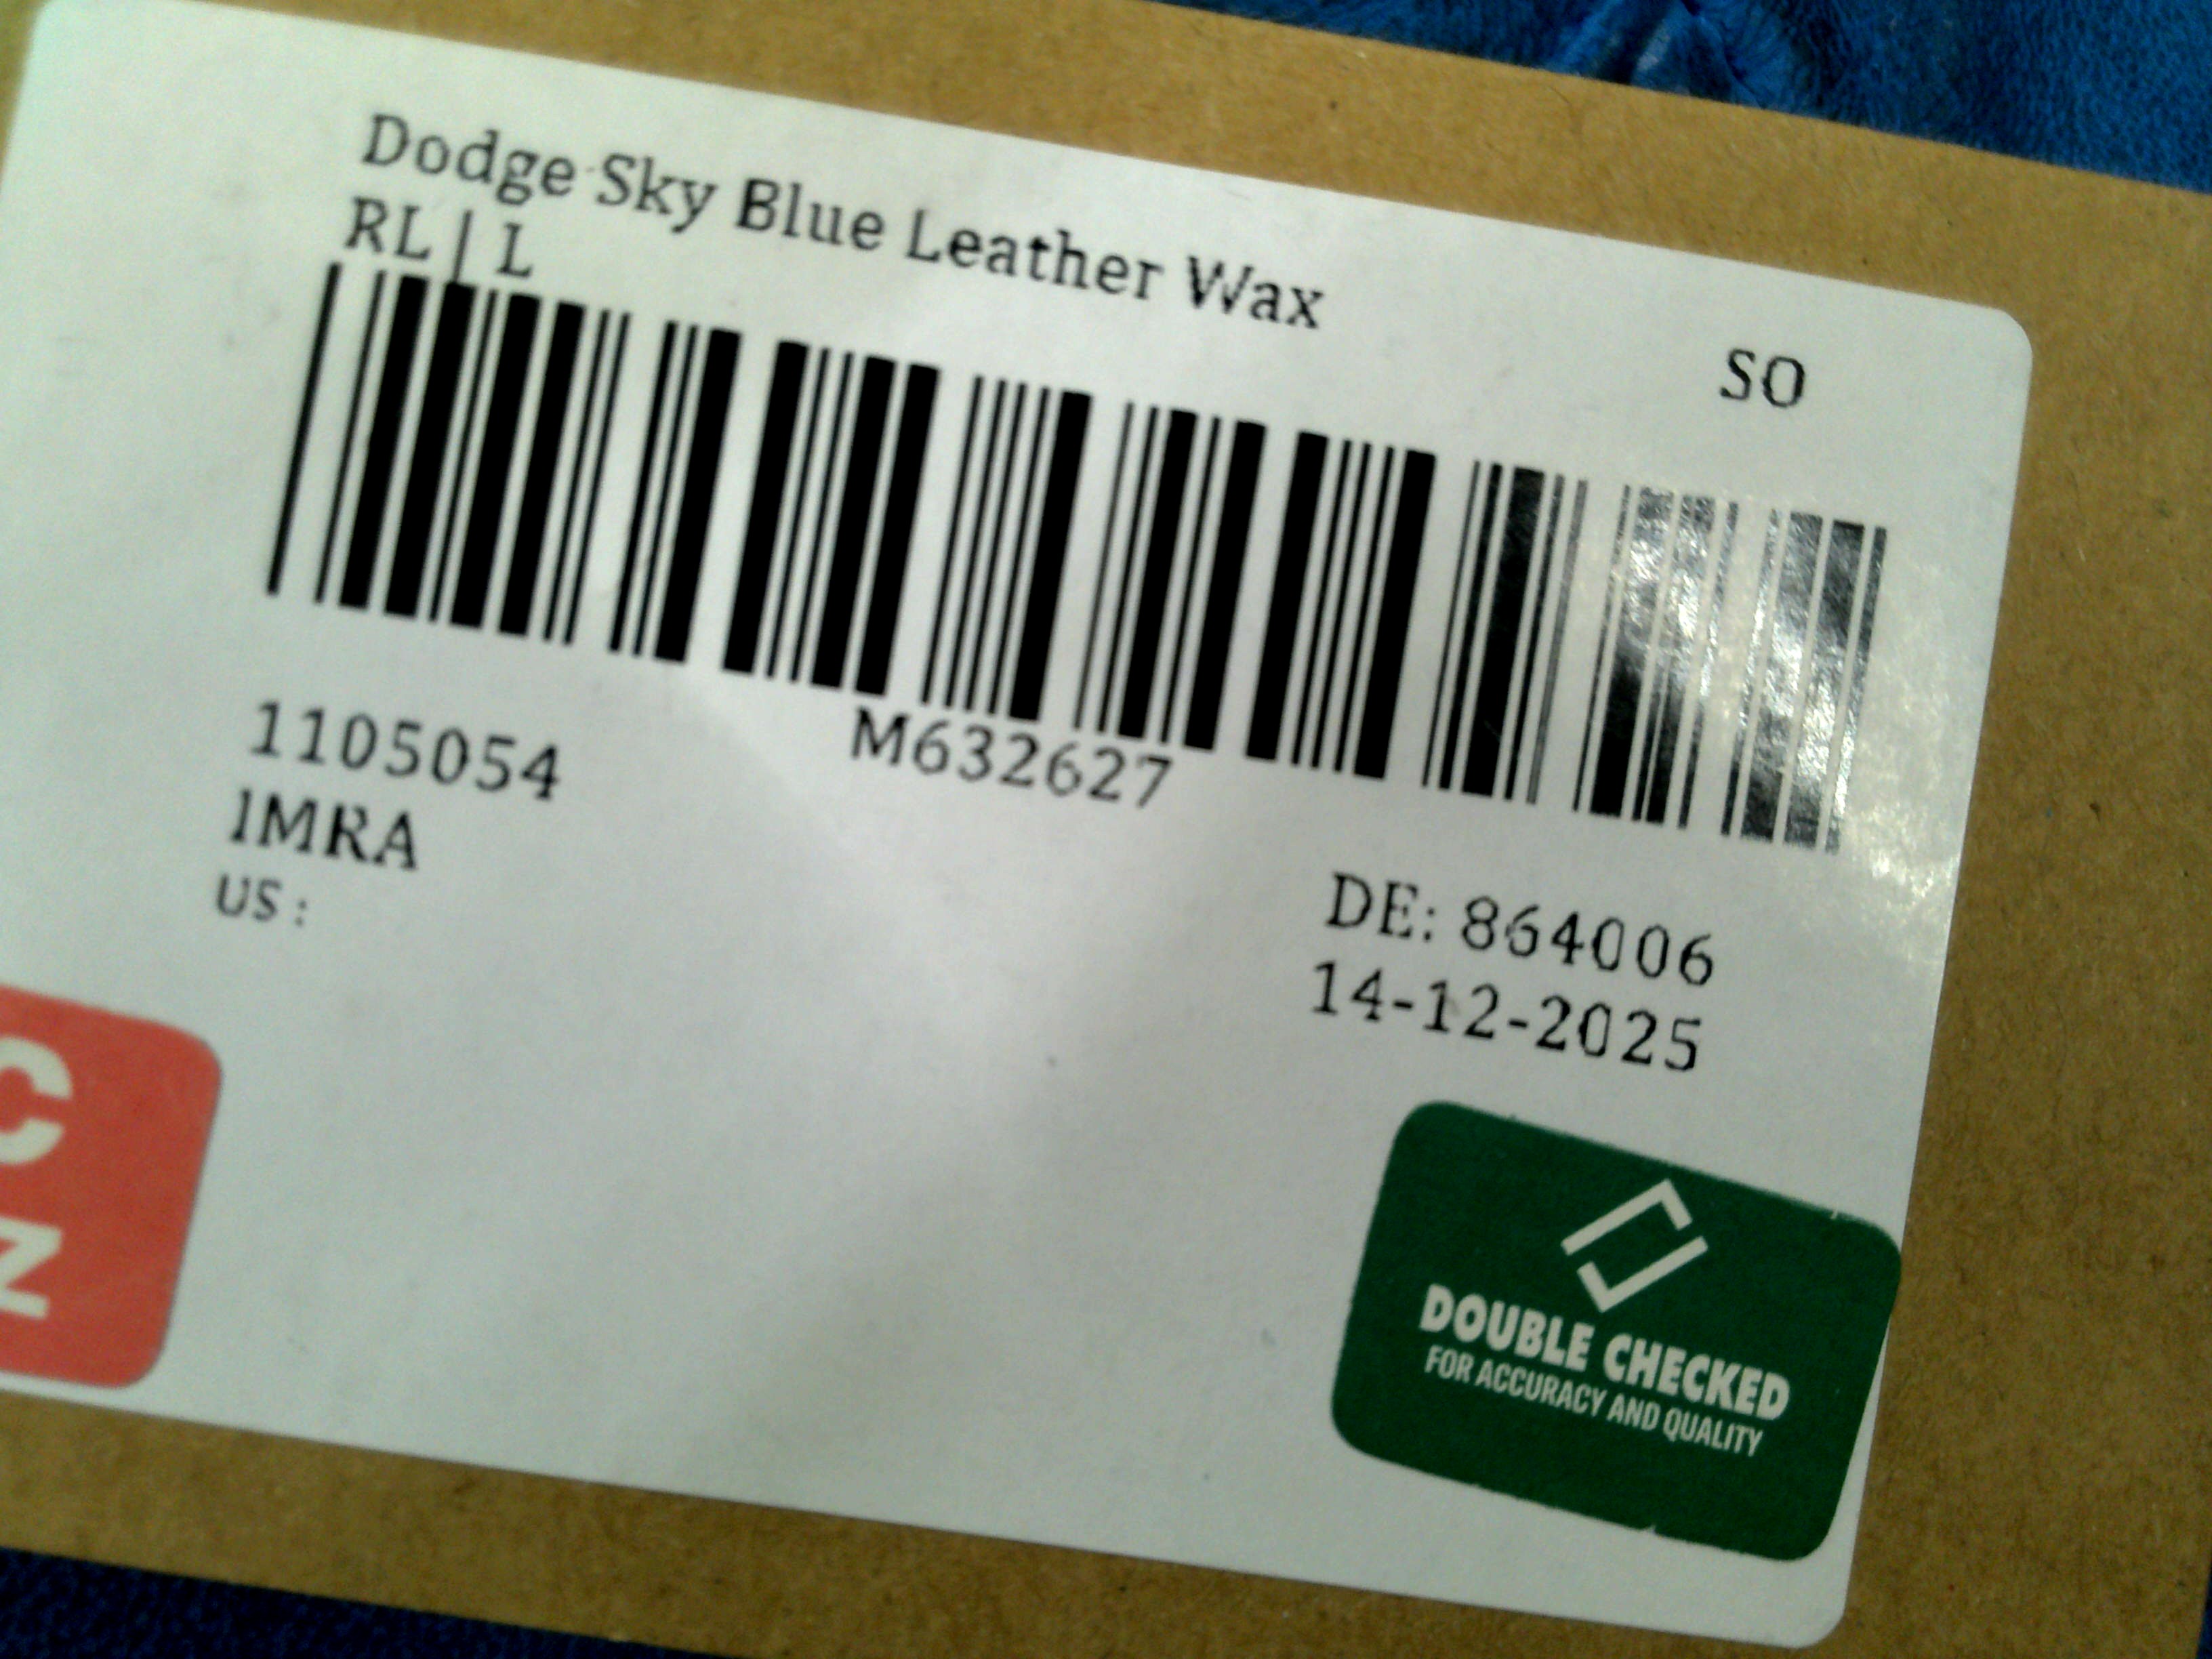 Dodge Sky Blue Leather Wax
RL | L
SO
1105054
M632627
IMRA
US :
DE: 864006
14-12-2025
C
Z
DOUBLE CHECKED
FOR ACCURACY AND QUALITY